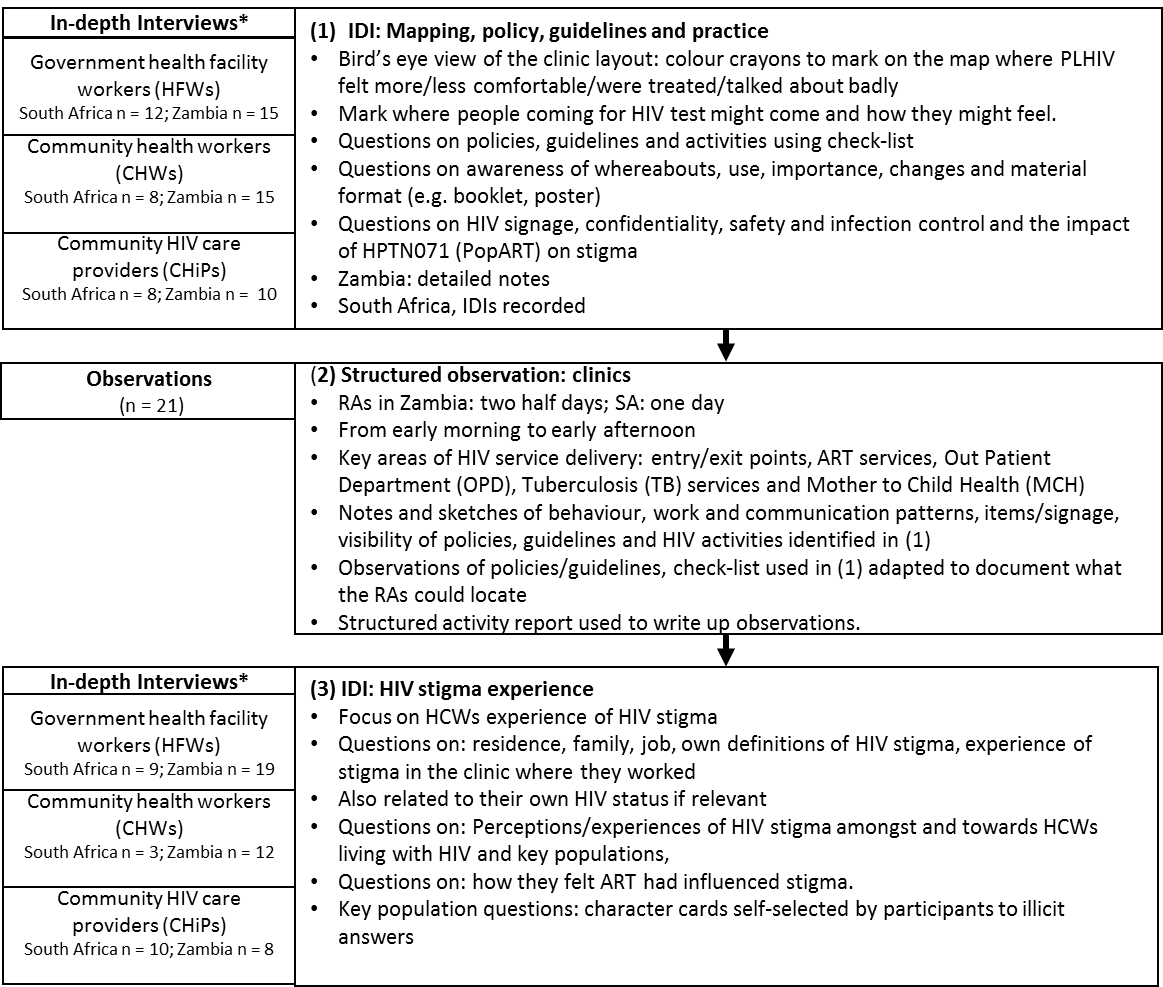 In-depth Interviews*
Government health facility
workers (HFWs)
South Africa n = 12; Zambia n = 15
Community health workers
(CHWs)
South Africa n = 8; Zambia n = 15
Community HIV care
providers (CHiPs)
South Africa n = 8; Zambia n =  10
(1)  IDI: Mapping, policy, guidelines and practice
• Bird’s eye view of the clinic layout: colour crayons to mark on the map where PLHIV
felt more/less comfortable/were treated/talked about badly
• Mark where people coming for HIV test might come and how they might feel.
• Questions on policies, guidelines and activities using check-list
• Questions on awareness of whereabouts, use, importance, changes and material
format (e.g. booklet, poster)
• Questions on HIV signage, confidentiality, safety and infection control and the impact
of HPTN071 (PopART) on stigma
• Zambia: detailed notes
• South Africa, IDIs recorded
Observations
(n = 21)
(2) Structured observation: clinics
• RAs in Zambia: two half days; SA: one day
• From early morning to early afternoon
• Key areas of HIV service delivery: entry/exit points, ART services, Out Patient
Department (OPD), Tuberculosis (TB) services and Mother to Child Health (MCH)
• Notes and sketches of behaviour, work and communication patterns, items/signage,
visibility of policies, guidelines and HIV activities identified in (1)
• Observations of policies/guidelines, check-list used in (1) adapted to document what
the RAs could locate
• Structured activity report used to write up observations.
In-depth Interviews*
Government health facility
workers (HFWs)
South Africa n = 9; Zambia n = 19
Community health workers
(CHWs)
South Africa n = 3; Zambia n = 12
Community HIV care
providers (CHiPs)
South Africa n = 10; Zambia n = 8
(3) IDI: HIV stigma experience
• Focus on HCWs experience of HIV stigma
• Questions on: residence, family, job, own definitions of HIV stigma, experience of
stigma in the clinic where they worked
• Also related to their own HIV status if relevant
• Questions on: Perceptions/experiences of HIV stigma amongst and towards HCWs
living with HIV and key populations,
• Questions on: how they felt ART had influenced stigma.
• Key population questions: character cards self-selected by participants to illicit
answers